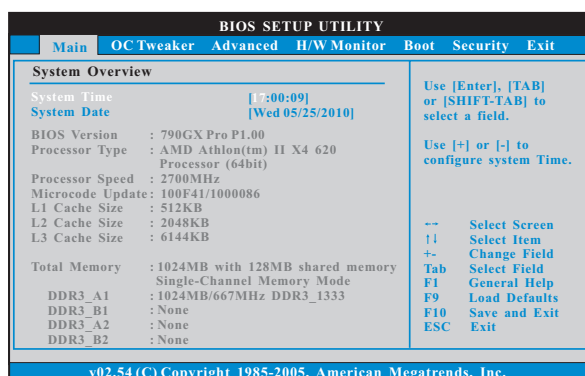 BIOS SETUP UTILITY
Main OC Tweaker Advanced H/W Monitor Boot Security Exit
System Overview
System Time [17:00:09]
System Date [Wed 05/25/2010]
BIOS Version : 790GX Pro P1.00
Processor Type : AMD Athlon(tm) II X4 620
Processor (64bit)
Processor Speed : 2700MHz
Microcode Update : 100F41/1000086
L1 Cache Size : 512KB
L2 Cache Size : 2048KB
L3 Cache Size : 6144KB
Total Memory : 1024MB with 128MB shared memory
Single-Channel Memory Mode
DDR3_A1 : 1024MB/667MHz DDR3_1333
DDR3_B1 : None
DDR3_A2 : None
DDR3_B2 : None
Use [Enter], [TAB]
or [SHIFT-TAB] to
select a field.
Use [+] or [-] to
configure system Time.
←→ Select Screen
↑↓ Select Item
+- Change Field
Tab Select Field
F1 General Help
F9 Load Defaults
F10 Save and Exit
ESC Exit
v02.54 (C) Copyright 1985-2005, American Megatrends, Inc.